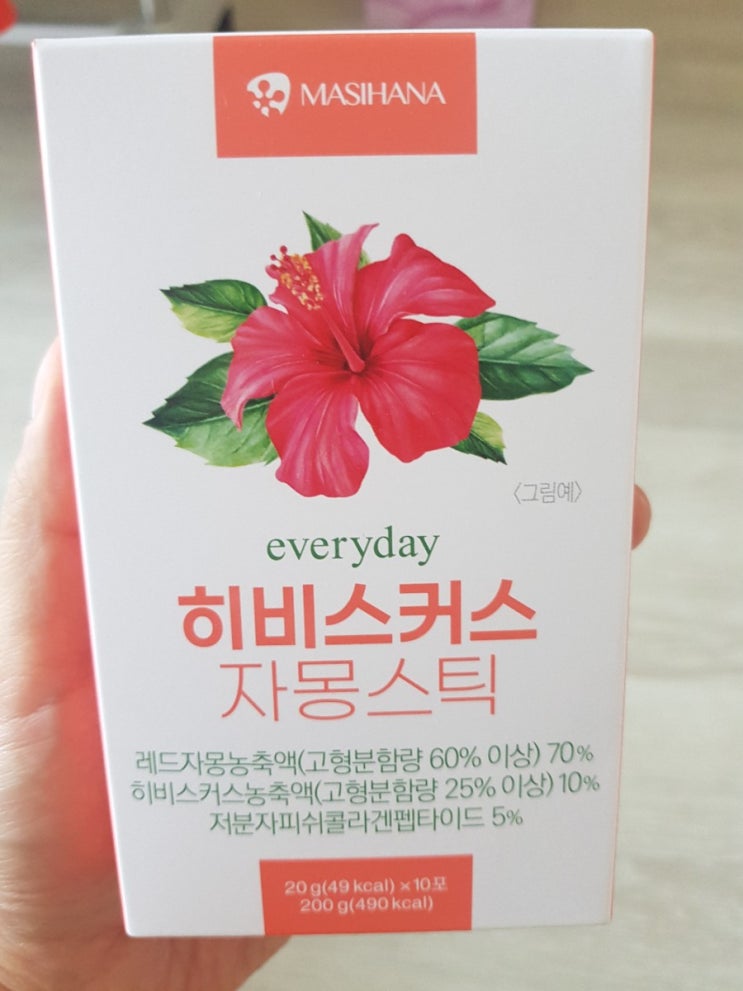 MASIHANA
〈그림예〉
everyday
히비스커스
자몽스틱
레드자몽농축액(고형분함량 60% 이상) 70%
히비스커스농축액(고형분함량 25% 이상) 10%
저분자피쉬콜라겐펩타이드 5%
20 g(49 kcal) × 10포
200 g(490 kcal)